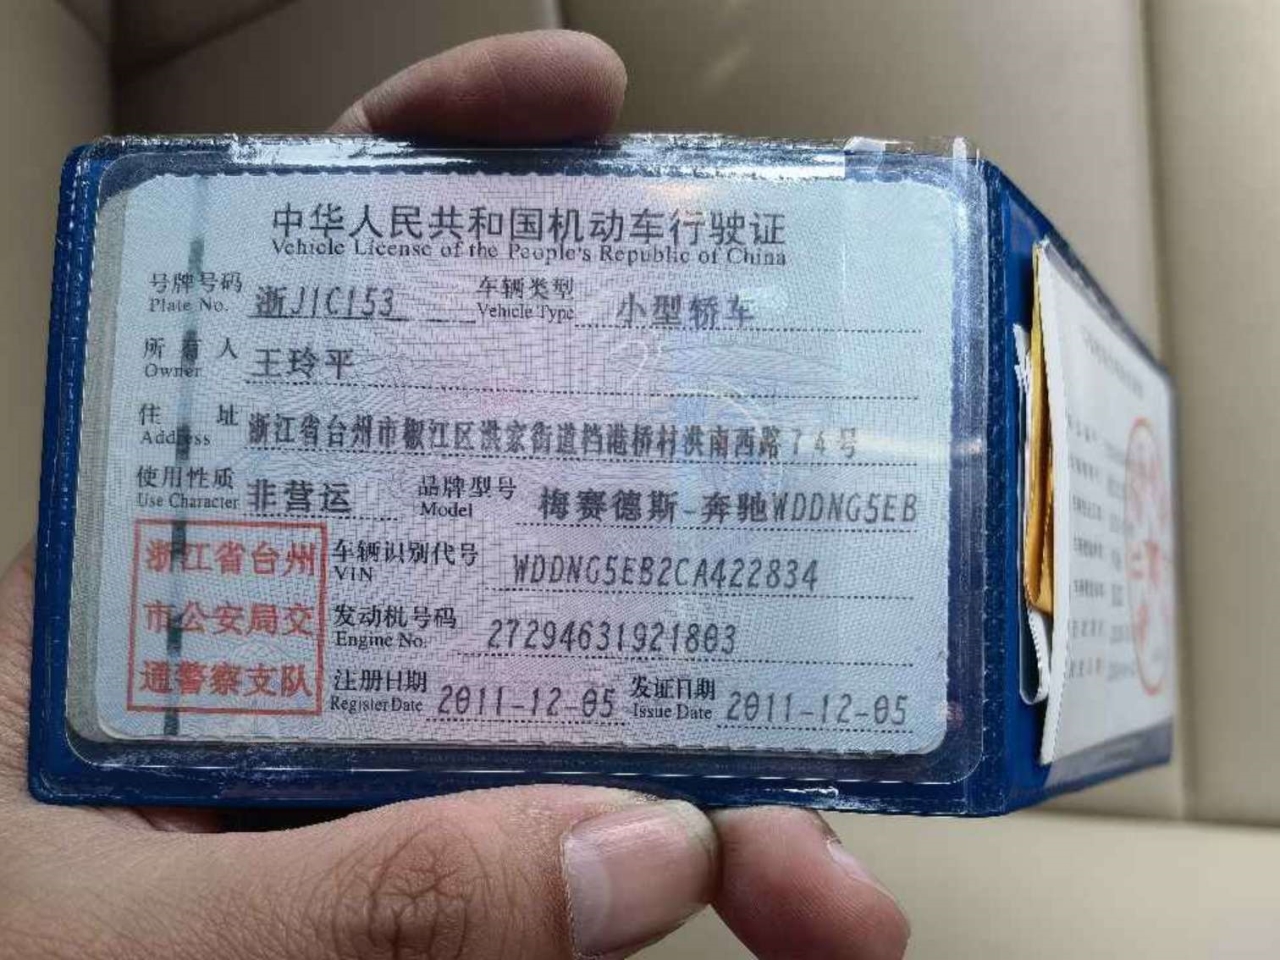 中华人民共和国机动车行驶证
Vehicle License of the People's Republic of China
号牌号码 浙J1C153 车辆类型 小型轿车
Plate No. Vehicle Type
所有人 王玲平
Owner
住址 浙江省台州市椒江区洪家街道挡港桥村洪南西路74号
Address
使用性质 非营运 品牌型号 梅赛德斯-奔驰WDDNG5EB
Use Character Model
浙江省台州
市公安局交
通警察支队
车辆识别代号 WDDNG5EB2CA422834
VIN
发动机号码 27294631921803
Engine No.
注册日期 2011-12-05 发证日期 2011-12-05
Register Date Issue Date